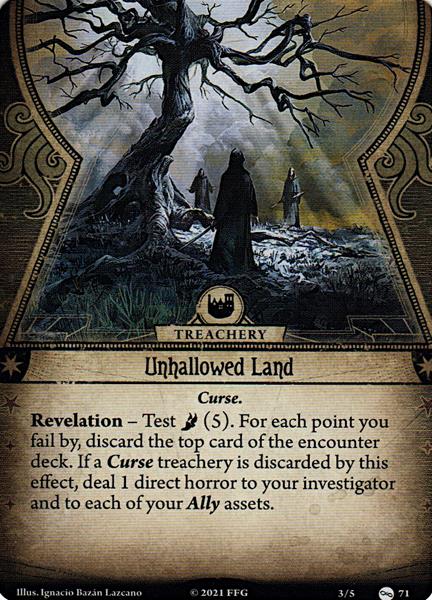 TREACHERY
Unhallowed Land
Curse.
Revelation – Test (5). For each point you
fail by, discard the top card of the encounter
deck. If a Curse treachery is discarded by this
effect, deal 1 direct horror to your investigator
and to each of your Ally assets.
Illus. Ignacio Bazán Lazcano © 2021 FFG 3/5 71